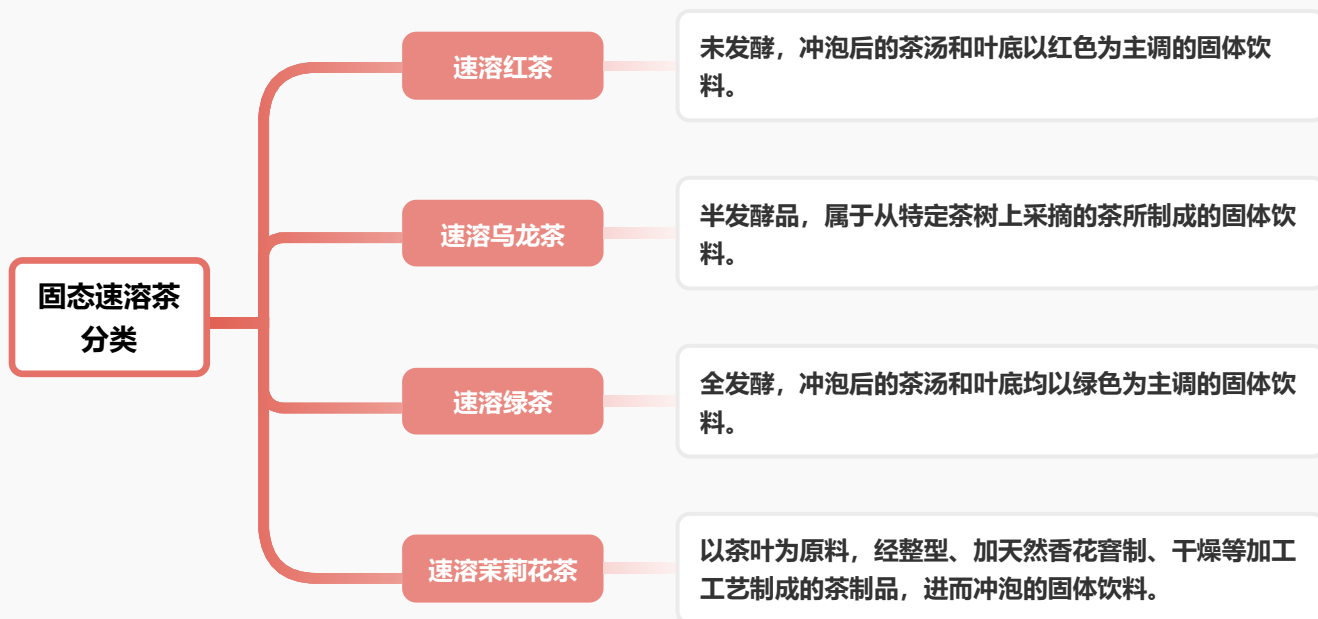 固态速溶茶
分类
速溶红茶
未发酵，冲泡后的茶汤和叶底以红色为主调的固体饮
料。
速溶乌龙茶
半发酵品，属于从特定茶树上采摘的茶所制成的固体饮
料。
速溶绿茶
全发酵，冲泡后的茶汤和叶底均以绿色为主调的固体饮
料。
速溶茉莉花茶
以茶叶为原料，经整型、加天然香花窨制、干燥等加工
工艺制成的茶制品，进而冲泡的固体饮料。